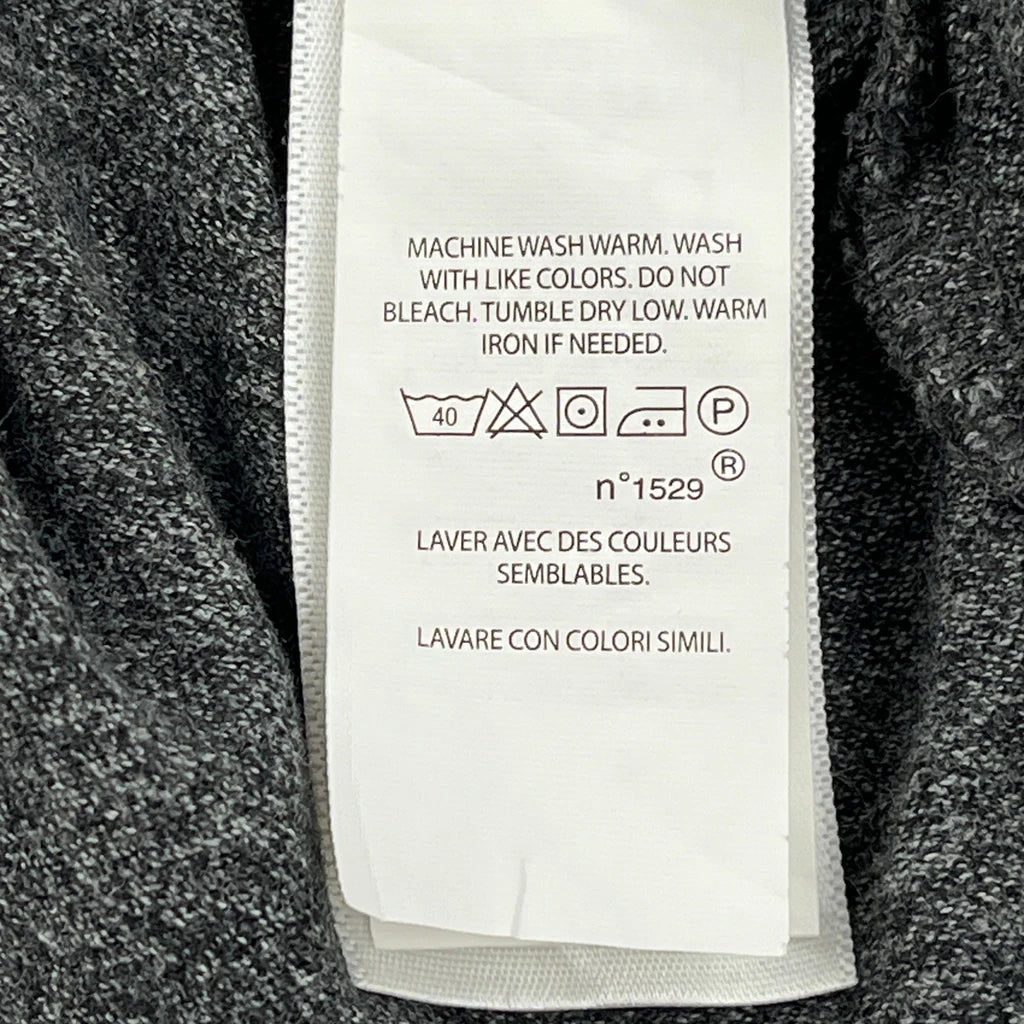 MACHINE WASH WARM. WASH
WITH LIKE COLORS. DO NOT
BLEACH. TUMBLE DRY LOW. WARM
IRON IF NEEDED.
40 P
®
n°1529
LAVER AVEC DES COULEURS
SEMBLABLES.
LAVARE CON COLORI SIMILI.